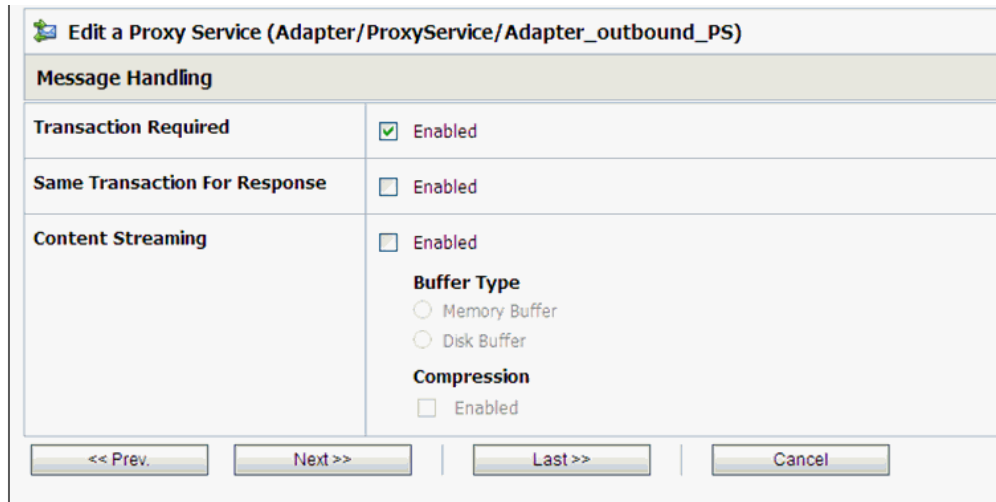 Edit a Proxy Service (Adapter/ProxyService/Adapter_outbound_PS)
Message Handling
Transaction Required
Enabled
Same Transaction For Response
Enabled
Content Streaming
Enabled
Buffer Type
Memory Buffer
Disk Buffer
Compression
Enabled
<< Prev. Next >> Last >> Cancel